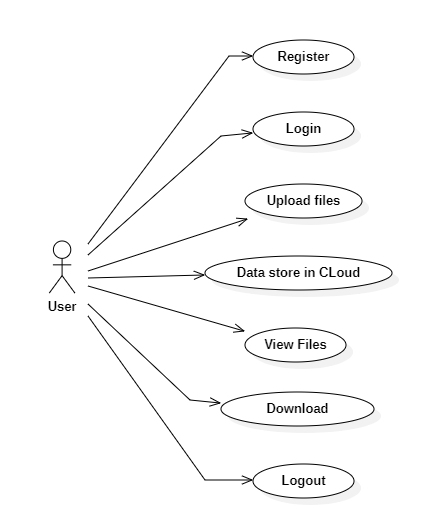 Register
Login
Upload files
Data store in CLoud
User
View Files
Download
Logout